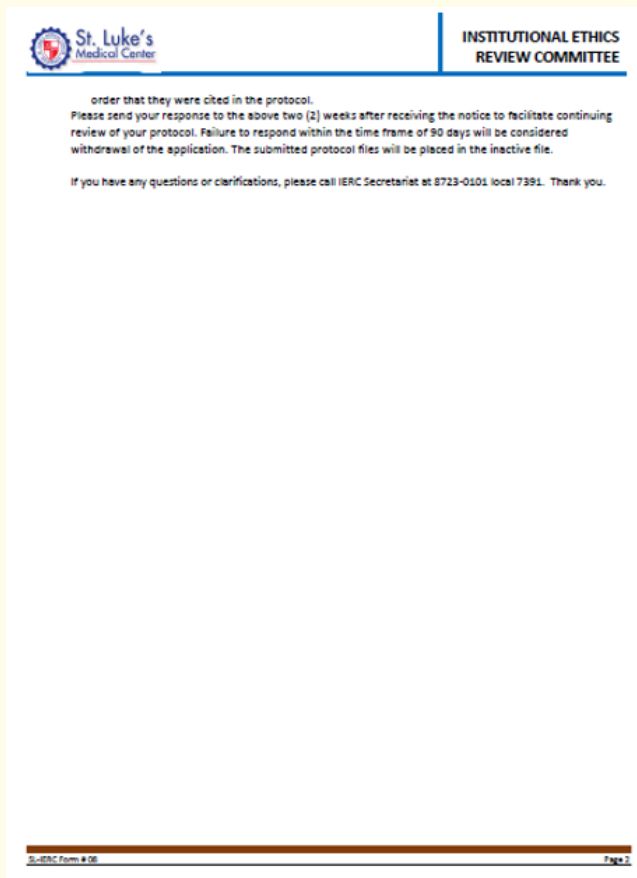 St. Luke's
Medical Center
INSTITUTIONAL ETHICS
REVIEW COMMITTEE
order that they were cited in the protocol.
Please send your response to the above two (2) weeks after receiving the notice to facilitate continuing
review of your protocol. Failure to respond within the time frame of 90 days will be considered
withdrawal of the application. The submitted protocol files will be placed in the inactive file.
If you have any questions or clarifications, please call IERC Secretariat at 8723-0101 local 7391. Thank you.
SL-IERC Form # 08
Page 2